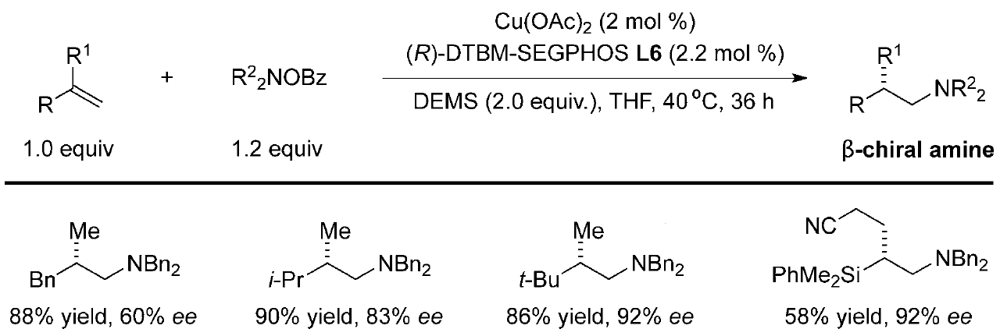 Cu(OAc)₂ (2 mol %)
(R)-DTBM-SEGPHOS L6 (2.2 mol %)
R¹
R
+
R²₂NOBz
DEMS (2.0 equiv.), THF, 40 °C, 36 h
R¹
R
NR²₂
1.0 equiv
1.2 equiv
β-chiral amine
Me
Bn
NBn₂
88% yield, 60% ee
Me
i-Pr
NBn₂
90% yield, 83% ee
Me
t-Bu
NBn₂
86% yield, 92% ee
NC
PhMe₂Si
NBn₂
58% yield, 92% ee